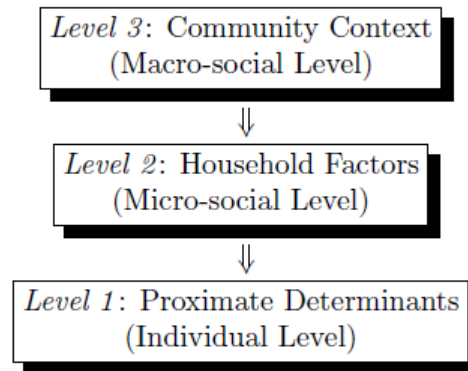 Level 3: Community Context
(Macro-social Level)
⇓
Level 2: Household Factors
(Micro-social Level)
⇓
Level 1: Proximate Determinants
(Individual Level)